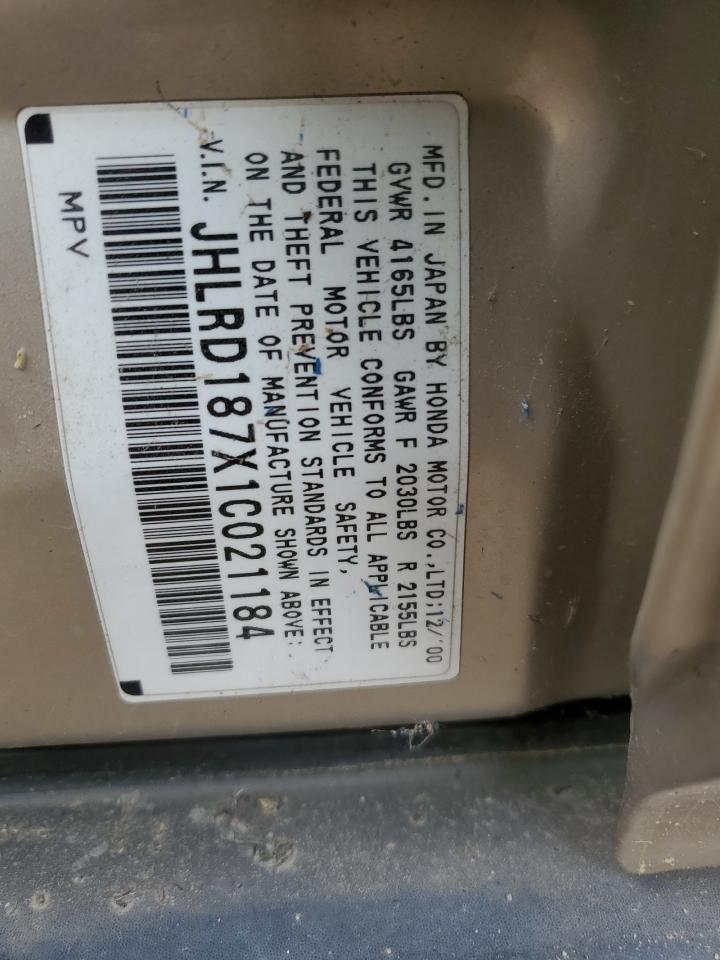 MFD. IN JAPAN BY HONDA MOTOR CO.,LTD;12/'00
GVWR 4165LBS GAWR F 2030LBS R 2155LBS
THIS VEHICLE CONFORMS TO ALL APPLICABLE
FEDERAL MOTOR VEHICLE SAFETY,
AND THEFT PREVENTION STANDARDS IN EFFECT
ON THE DATE OF MANUFACTURE SHOWN ABOVE:
V.I.N. JHLRD187X1C021184
MPV